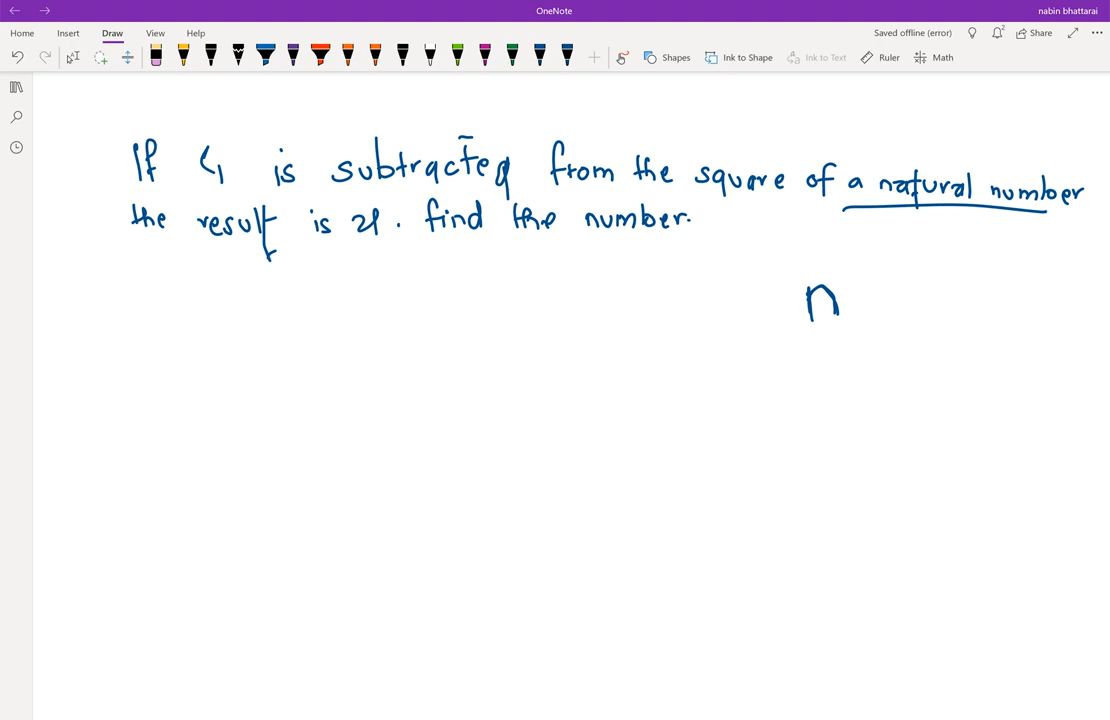 OneNote
nabin bhattarai
Home Insert Draw View Help
Saved offline (error)
2
Share
Shapes
Ink to Shape
Ink to Text
Ruler
Math
If 4 is subtracted from the square of a natural number
the result is 21. find the number.
n